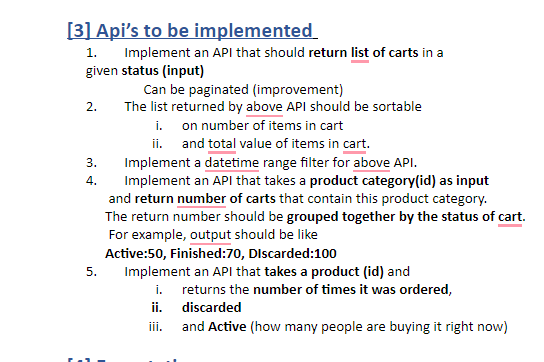 [3] Api’s to be implemented
1. Implement an API that should return list of carts in a
given status (input)
Can be paginated (improvement)
2. The list returned by above API should be sortable
i. on number of items in cart
ii. and total value of items in cart.
3. Implement a datetime range filter for above API.
4. Implement an API that takes a product category(id) as input
and return number of carts that contain this product category.
The return number should be grouped together by the status of cart.
For example, output should be like
Active:50, Finished:70, DIscarded:100
5. Implement an API that takes a product (id) and
i. returns the number of times it was ordered,
ii. discarded
iii. and Active (how many people are buying it right now)